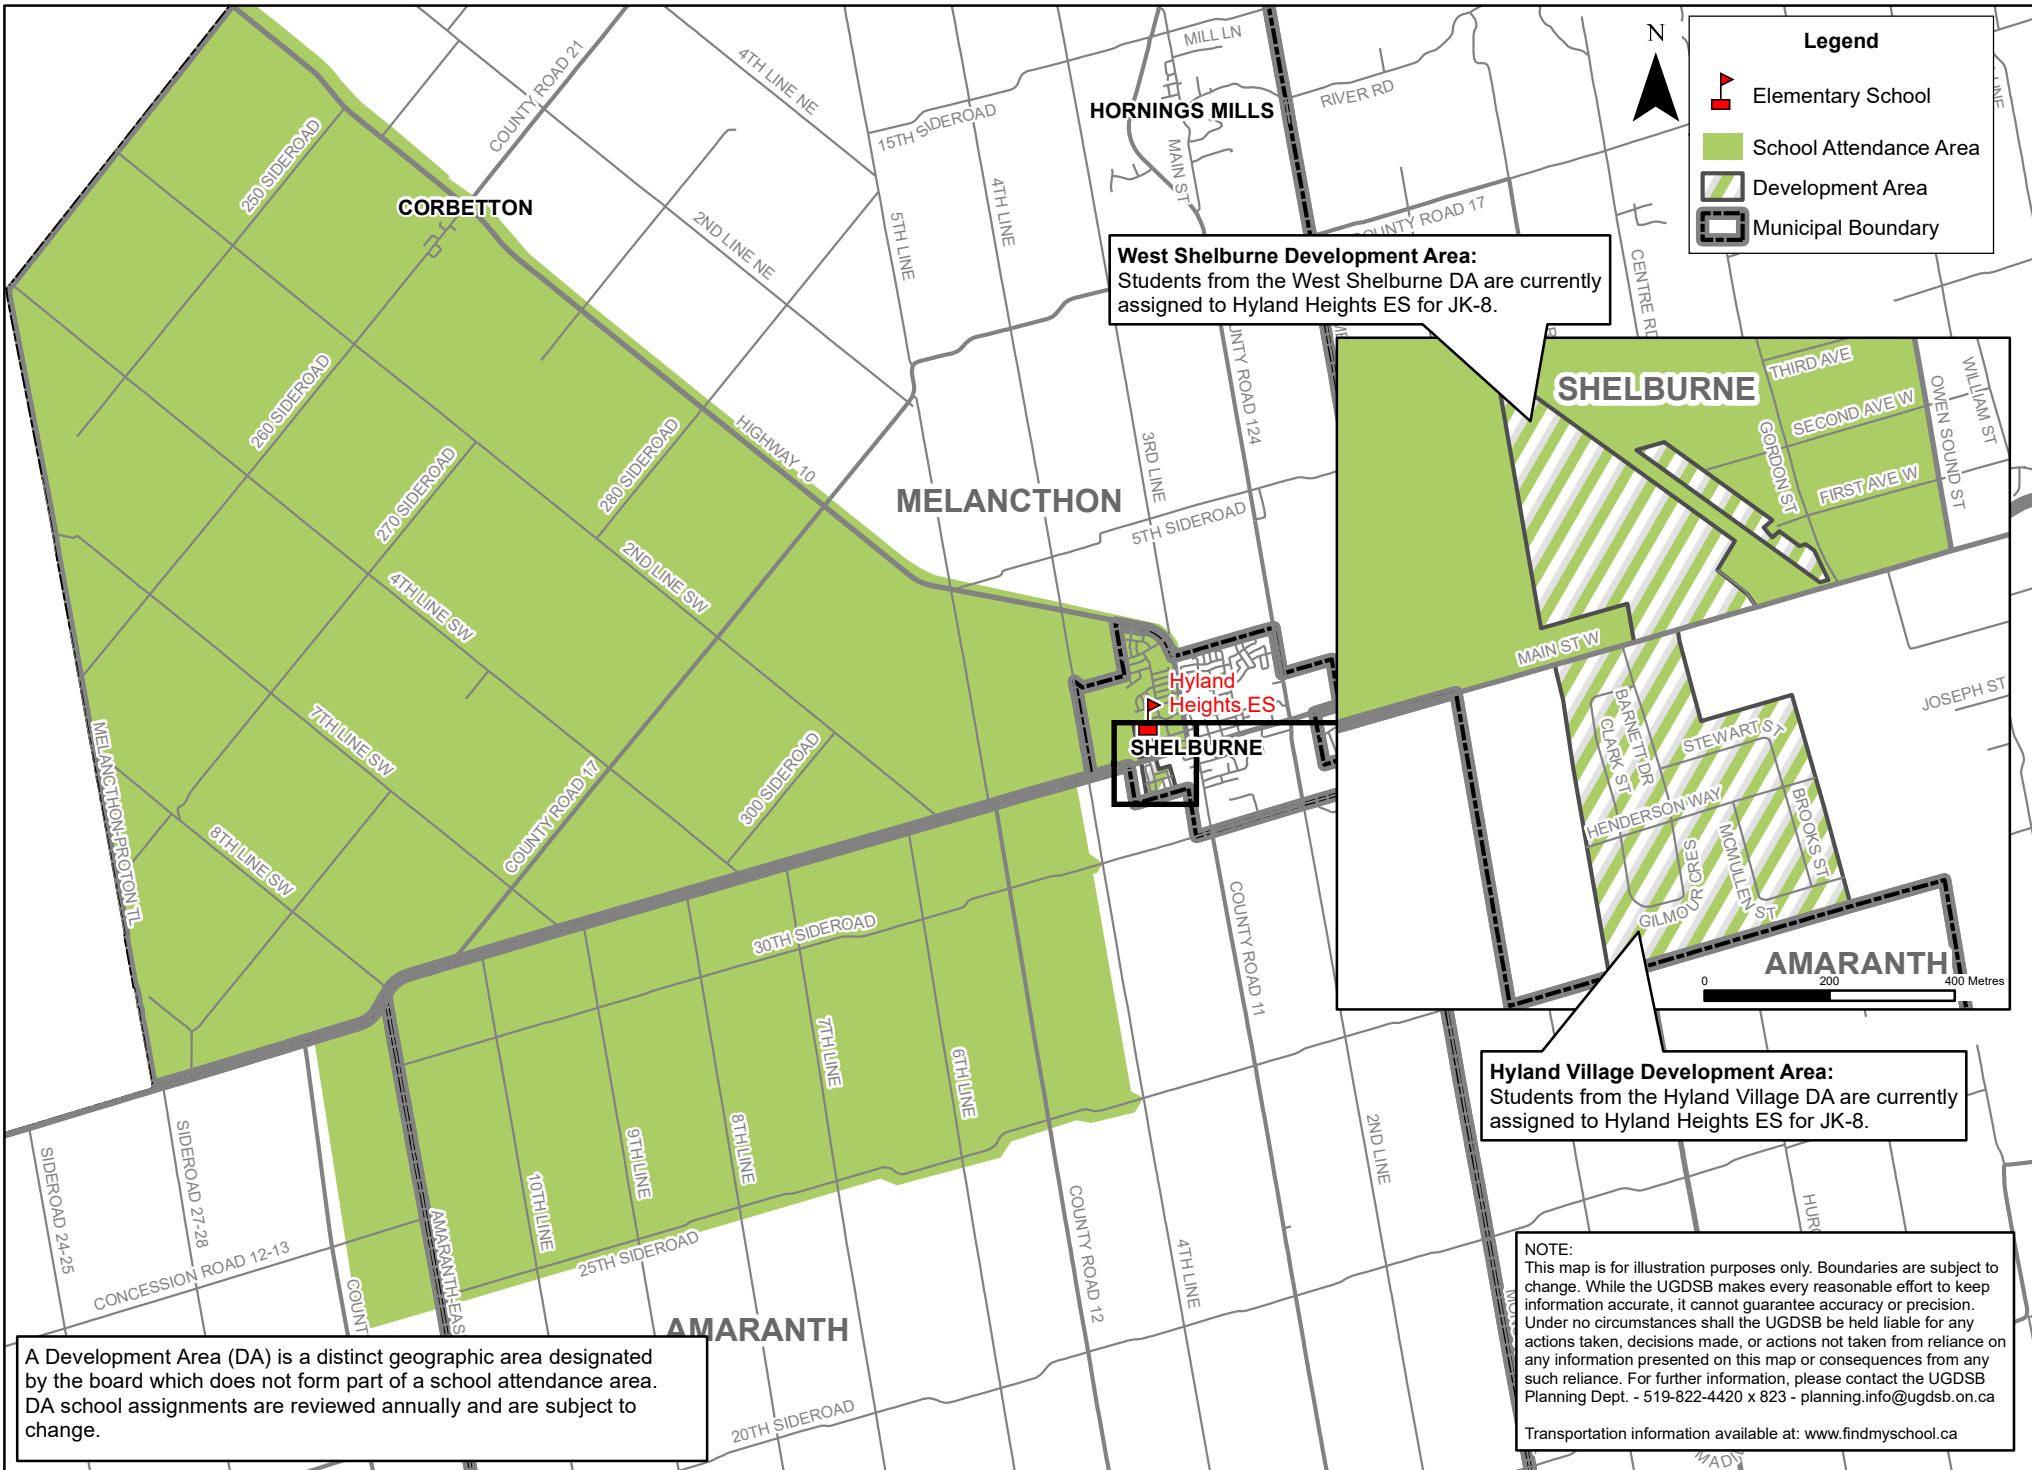 N
Legend
Elementary School
School Attendance Area
Development Area
Municipal Boundary
MILL LN
RIVER RD
4TH LINE NE
COUNTY ROAD 21
15TH SIDEROAD
HORNINGS MILLS
MAIN ST
250 SIDEROAD
CORBETTON
2ND LINE NE
5TH LINE
4TH LINE
COUNTY ROAD 17
CENTRE RD
West Shelburne Development Area:
Students from the West Shelburne DA are currently
assigned to Hyland Heights ES for JK-8.
260 SIDEROAD
270 SIDEROAD
280 SIDEROAD
HIGHWAY 10
MELANCTHON
3RD LINE
UNTY ROAD 124
5TH SIDEROAD
2ND LINE SW
4TH LINE SW
7TH LINE SW
8TH LINE SW
MELANCTHON-PROTON TL
COUNTY ROAD 17
300 SIDEROAD
Hyland
Heights ES
SHELBURNE
SHELBURNE
THIRD AVE
SECOND AVE W
FIRST AVE W
GORDON ST
OWEN SOUND ST
WILLIAM ST
MAIN ST W
JOSEPH ST
BARNETT DR
CLARK ST
STEWART ST
HENDERSON WAY
BROOKS ST
MCMULLEN ST
GILMOUR CRES
AMARANTH
0 200 400 Metres
30TH SIDEROAD
COUNTY ROAD 11
7TH LINE
6TH LINE
8TH LINE
9TH LINE
10TH LINE
2ND LINE
4TH LINE
COUNTY ROAD 12
25TH SIDEROAD
AMARANTH-EAS
COUNT
SIDEROAD 24-25
SIDEROAD 27-28
CONCESSION ROAD 12-13
AMARANTH
20TH SIDEROAD
Hyland Village Development Area:
Students from the Hyland Village DA are currently
assigned to Hyland Heights ES for JK-8.
A Development Area (DA) is a distinct geographic area designated
by the board which does not form part of a school attendance area.
DA school assignments are reviewed annually and are subject to
change.
NOTE:
This map is for illustration purposes only. Boundaries are subject to
change. While the UGDSB makes every reasonable effort to keep
information accurate, it cannot guarantee accuracy or precision.
Under no circumstances shall the UGDSB be held liable for any
actions taken, decisions made, or actions not taken from reliance on
any information presented on this map or consequences from any
such reliance. For further information, please contact the UGDSB
Planning Dept. - 519-822-4420 x 823 - planning.info@ugdsb.on.ca
Transportation information available at: www.findmyschool.ca